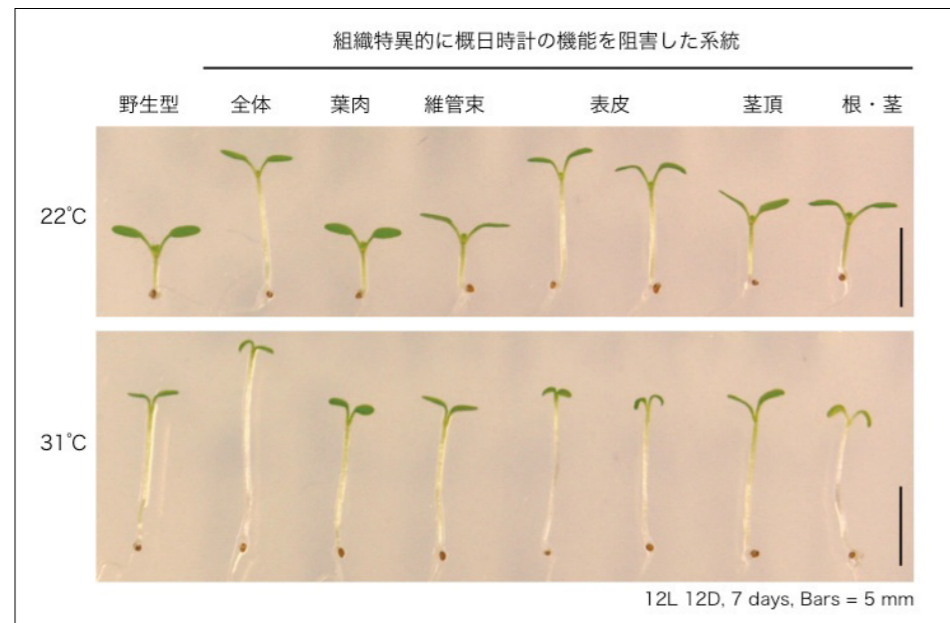 組織特異的に概日時計の機能を阻害した系統
野生型 全体 葉肉 維管束 表皮 茎頂 根・茎
22℃
31℃
12L 12D, 7 days, Bars = 5 mm